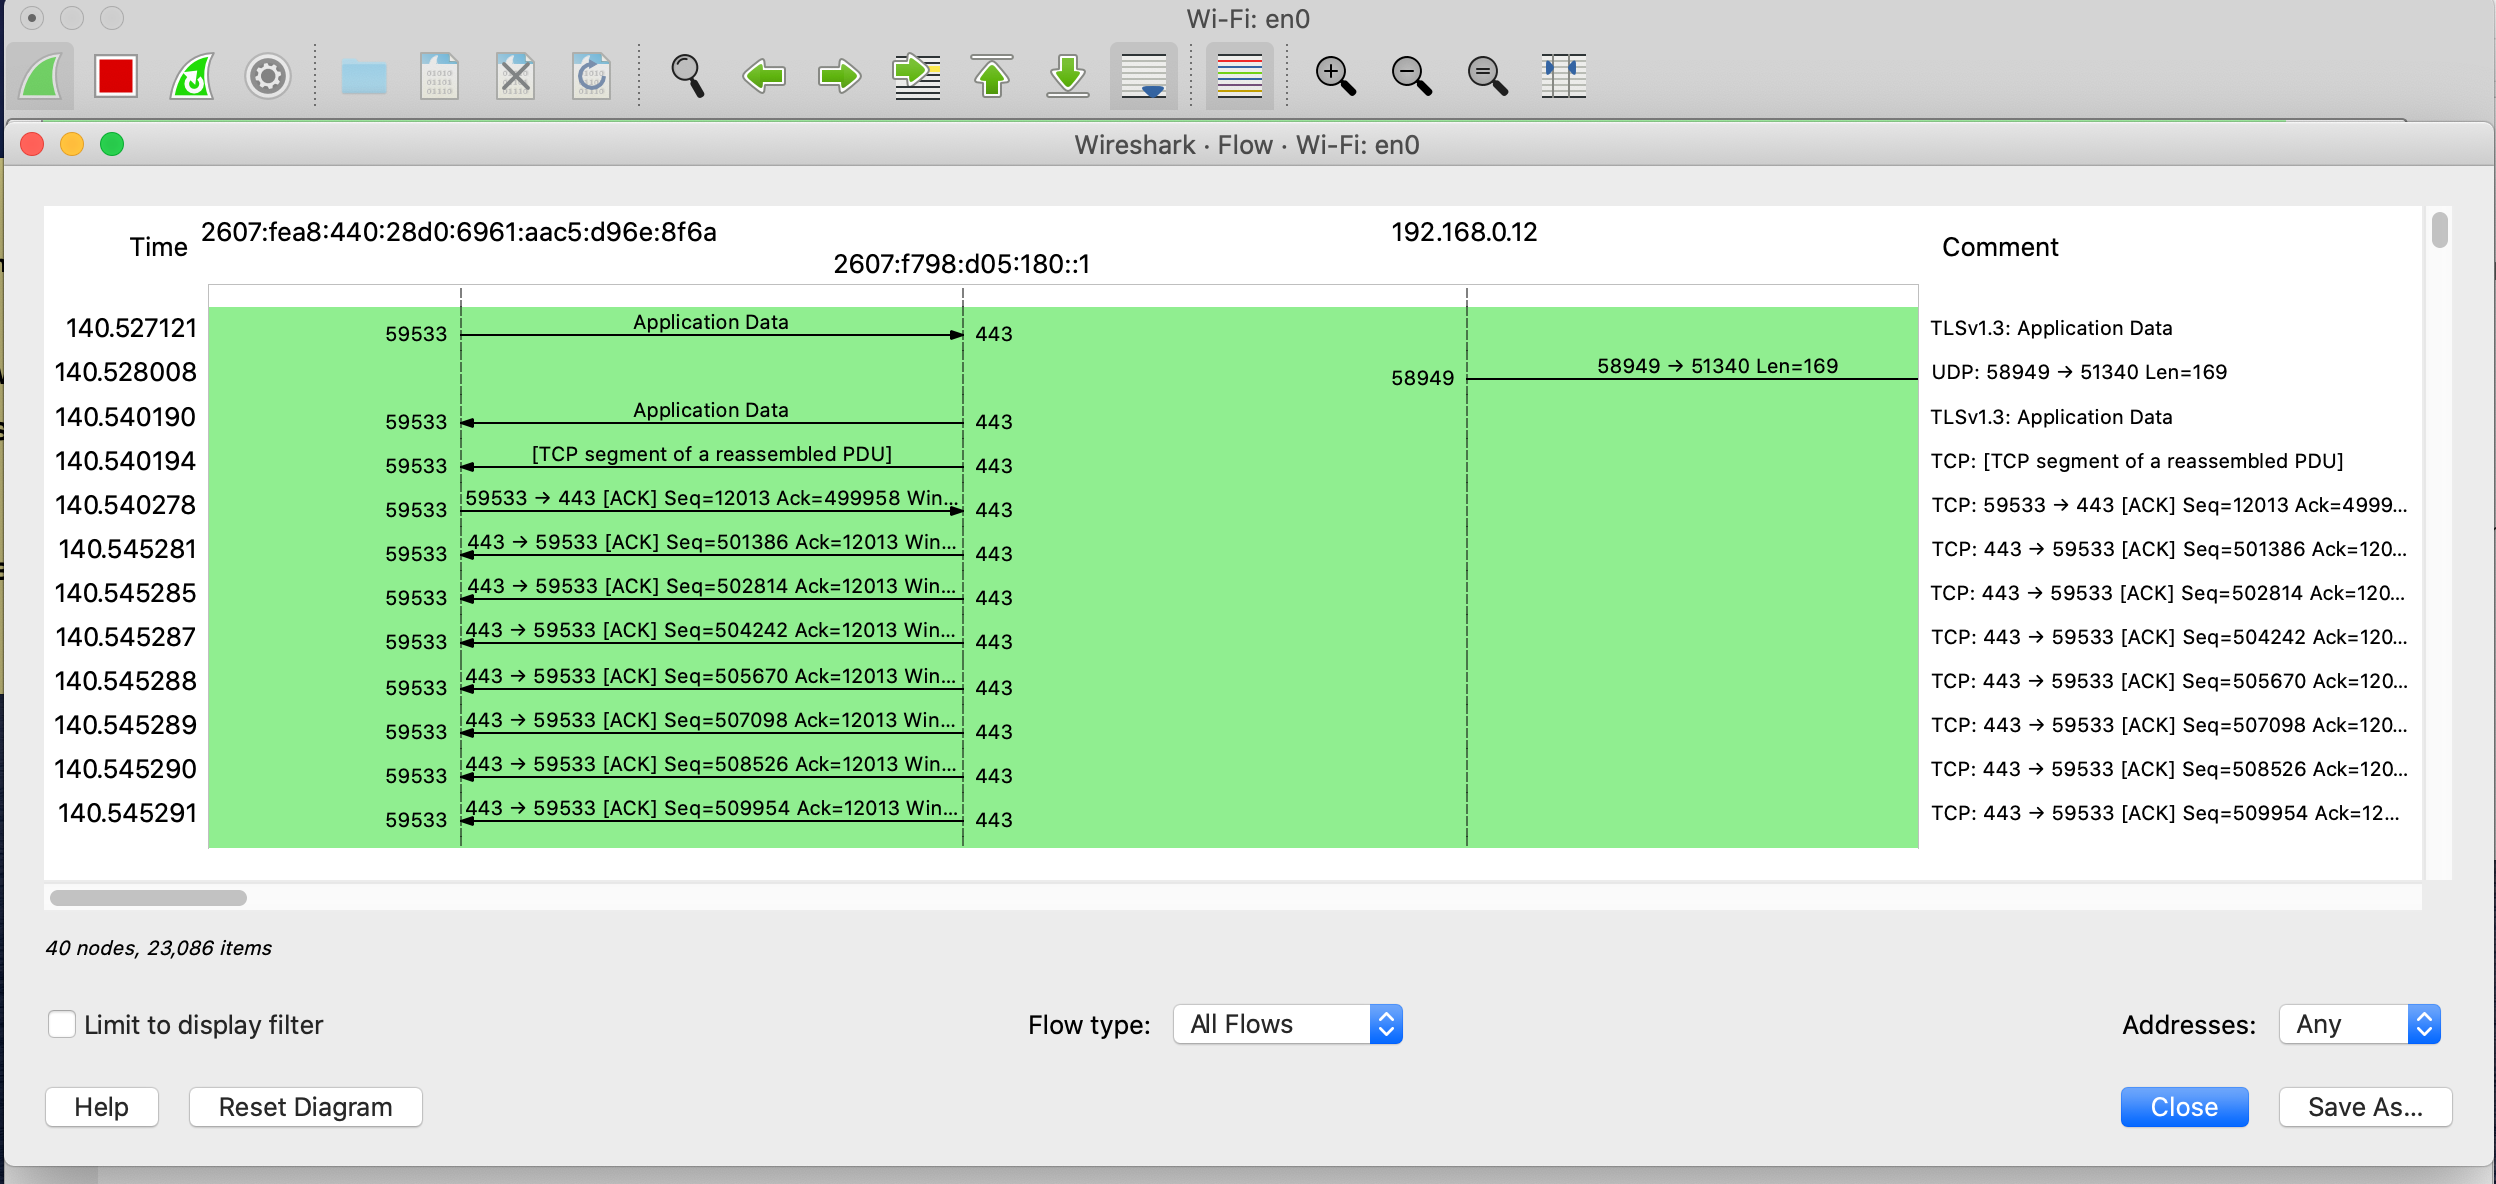 Wi-Fi: en0
Wireshark · Flow · Wi-Fi: en0
Time
2607:fea8:440:28d0:6961:aac5:d96e:8f6a
2607:f798:d05:180::1
192.168.0.12
Comment
140.527121 59533 Application Data 443 TLSv1.3: Application Data
140.528008 58949 58949 → 51340 Len=169 UDP: 58949 → 51340 Len=169
140.540190 59533 Application Data 443 TLSv1.3: Application Data
140.540194 59533 [TCP segment of a reassembled PDU] 443 TCP: [TCP segment of a reassembled PDU]
140.540278 59533 59533 → 443 [ACK] Seq=12013 Ack=499958 Win... 443 TCP: 59533 → 443 [ACK] Seq=12013 Ack=4999...
140.545281 59533 443 → 59533 [ACK] Seq=501386 Ack=12013 Win... 443 TCP: 443 → 59533 [ACK] Seq=501386 Ack=120...
140.545285 59533 443 → 59533 [ACK] Seq=502814 Ack=12013 Win... 443 TCP: 443 → 59533 [ACK] Seq=502814 Ack=120...
140.545287 59533 443 → 59533 [ACK] Seq=504242 Ack=12013 Win... 443 TCP: 443 → 59533 [ACK] Seq=504242 Ack=120...
140.545288 59533 443 → 59533 [ACK] Seq=505670 Ack=12013 Win... 443 TCP: 443 → 59533 [ACK] Seq=505670 Ack=120...
140.545289 59533 443 → 59533 [ACK] Seq=507098 Ack=12013 Win... 443 TCP: 443 → 59533 [ACK] Seq=507098 Ack=120...
140.545290 59533 443 → 59533 [ACK] Seq=508526 Ack=12013 Win... 443 TCP: 443 → 59533 [ACK] Seq=508526 Ack=120...
140.545291 59533 443 → 59533 [ACK] Seq=509954 Ack=12013 Win... 443 TCP: 443 → 59533 [ACK] Seq=509954 Ack=12...
40 nodes, 23,086 items
Limit to display filter Flow type: All Flows Addresses: Any
Help Reset Diagram Close Save As...